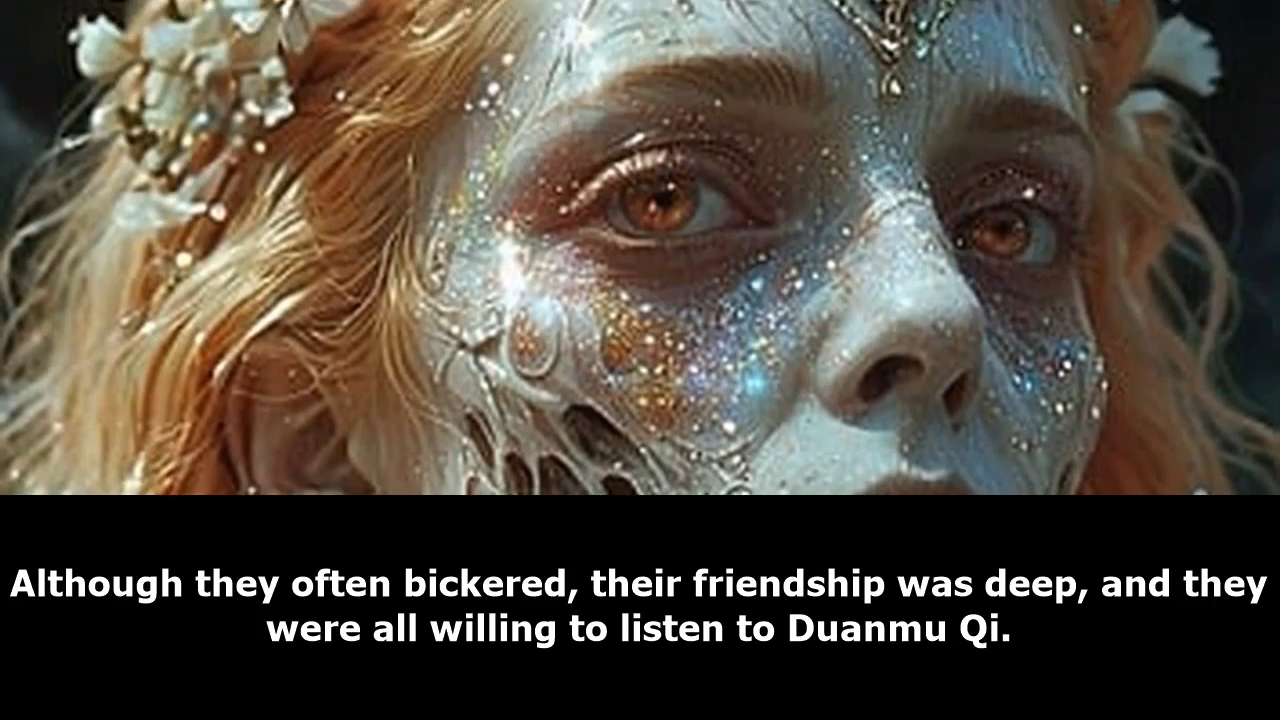 Although they often bickered, their friendship was deep, and they
were all willing to listen to Duanmu Qi.